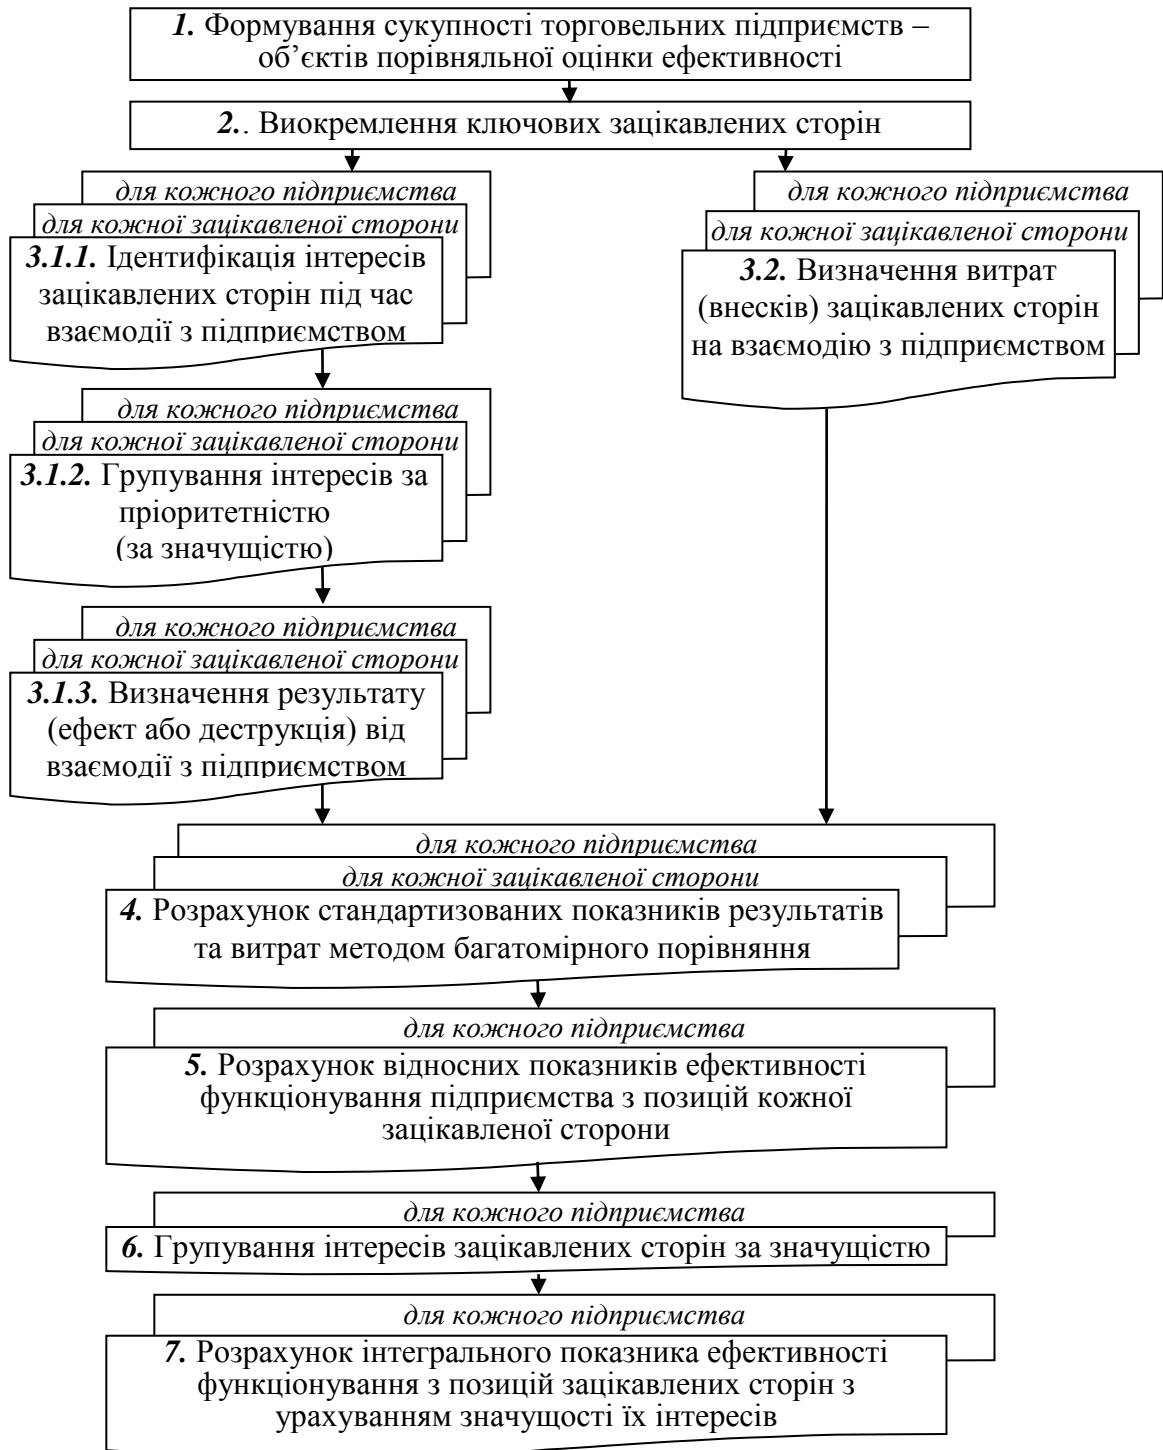 1. Формування сукупності торговельних підприємств –
об’єктів порівняльної оцінки ефективності
2.. Виокремлення ключових зацікавлених сторін
для кожного підприємства
для кожної зацікавленої сторони
3.1.1. Ідентифікація інтересів
зацікавлених сторін під час
взаємодії з підприємством
для кожного підприємства
для кожної зацікавленої сторони
3.2. Визначення витрат
(внесків) зацікавлених сторін
на взаємодію з підприємством
для кожного підприємства
для кожної зацікавленої сторони
3.1.2. Групування інтересів за
пріоритетністю
(за значущістю)
для кожного підприємства
для кожної зацікавленої сторони
3.1.3. Визначення результату
(ефект або деструкція) від
взаємодії з підприємством
для кожного підприємства
для кожної зацікавленої сторони
4. Розрахунок стандартизованих показників результатів
та витрат методом багатомірного порівняння
для кожного підприємства
5. Розрахунок відносних показників ефективності
функціонування підприємства з позицій кожної
зацікавленої сторони
для кожного підприємства
6. Групування інтересів зацікавлених сторін за значущістю
для кожного підприємства
7. Розрахунок інтегрального показника ефективності
функціонування з позицій зацікавлених сторін з
урахуванням значущості їх інтересів